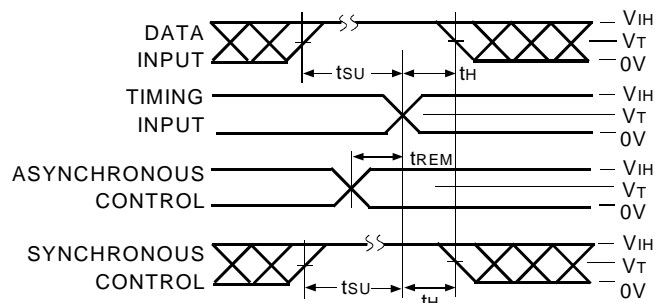 DATA
INPUT
tSU
tH
VIH
VT
0V
TIMING
INPUT
VIH
VT
0V
tREM
ASYNCHRONOUS
CONTROL
VIH
VT
0V
SYNCHRONOUS
CONTROL
tSU
tH
VIH
VT
0V